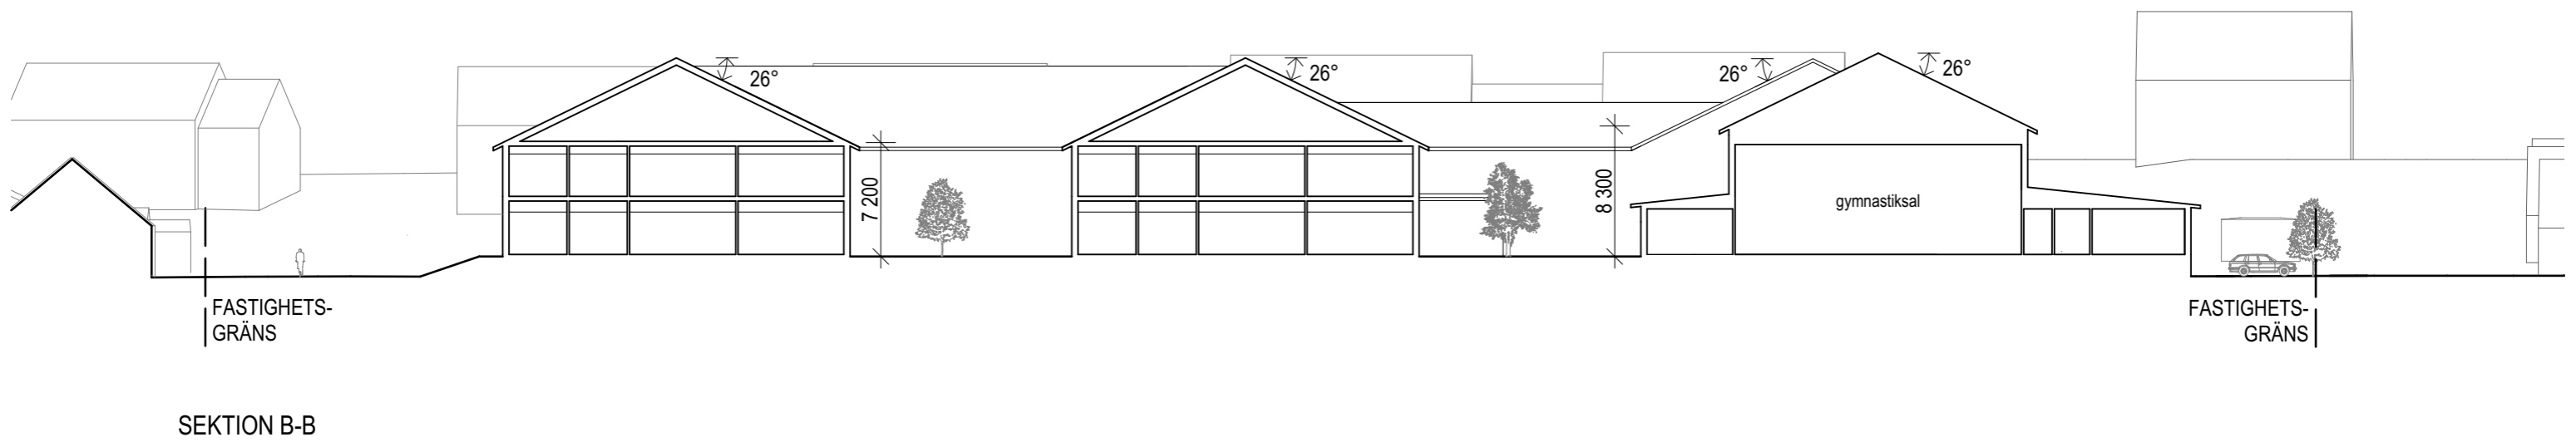 26°
26°
26°
26°
7 200
8 300
gymnastiksal
FASTIGHETS-
GRÄNS
FASTIGHETS-
GRÄNS
SEKTION B-B